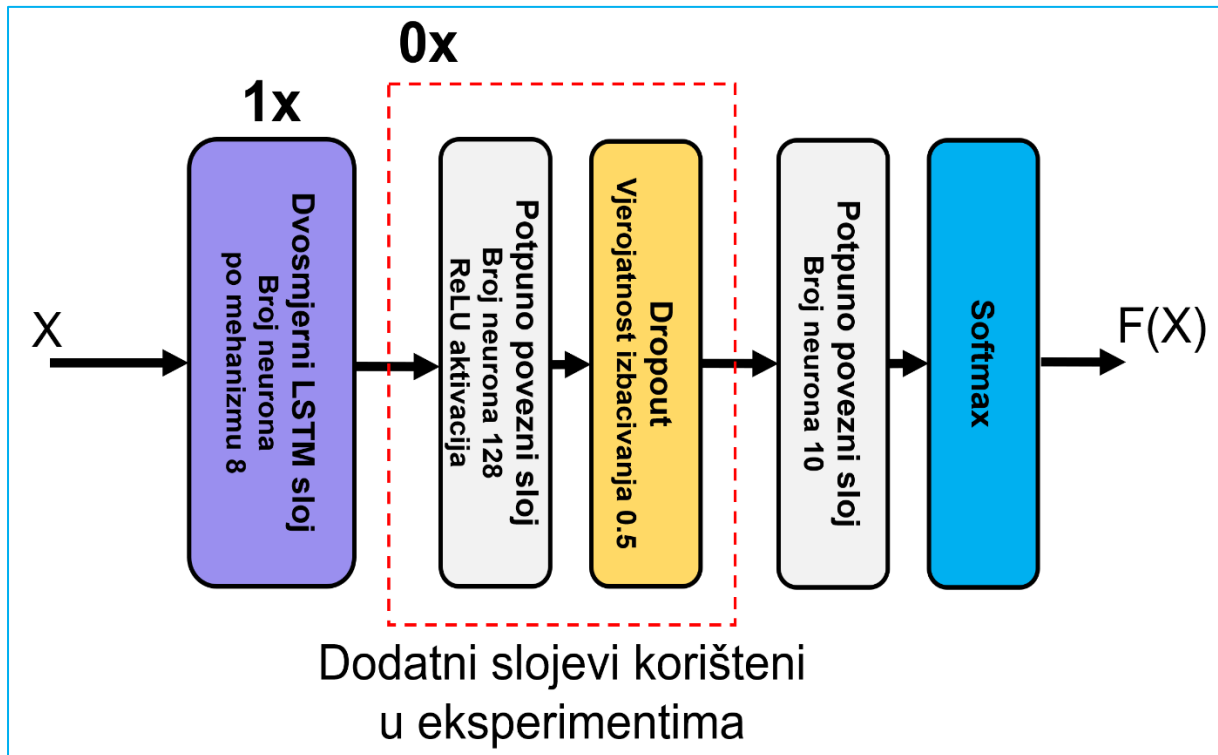 0x
1x
X
Dvosmjerni LSTM sloj
Broj neurona
po mehanizmu 8
Potpuno povezni sloj
Broj neurona 128
ReLU aktivacija
Dropout
Vjerojatnost izbacivanja 0.5
Potpuno povezni sloj
Broj neurona 10
Softmax
F(X)
Dodatni slojevi korišteni
u eksperimentima